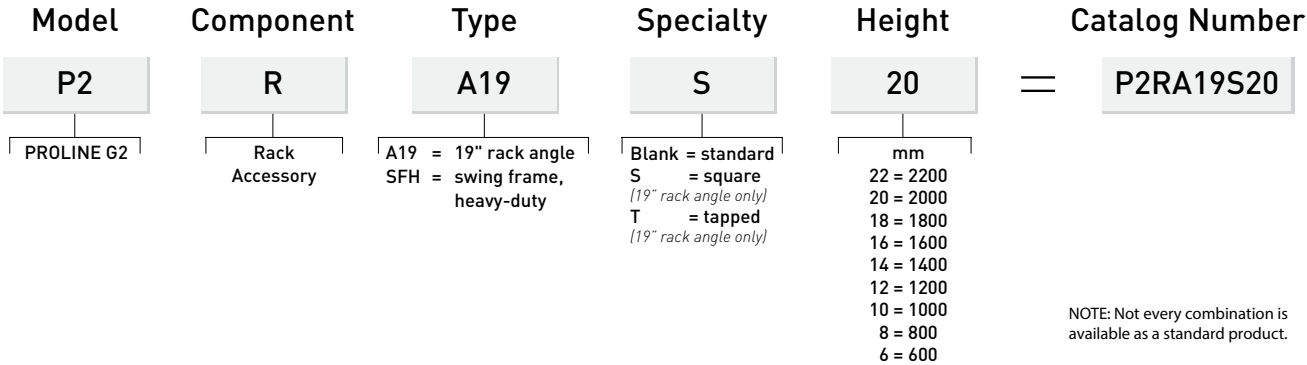 Model
Component
Type
Specialty
Height
Catalog Number
P2
R
A19
S
20
=
P2RA19S20
PROLINE G2
Rack
Accessory
A19 = 19" rack angle
SFH = swing frame,
heavy-duty
Blank = standard
S = square
(19" rack angle only)
T = tapped
(19" rack angle only)
mm
22 = 2200
20 = 2000
18 = 1800
16 = 1600
14 = 1400
12 = 1200
10 = 1000
8 = 800
6 = 600
NOTE: Not every combination is
available as a standard product.